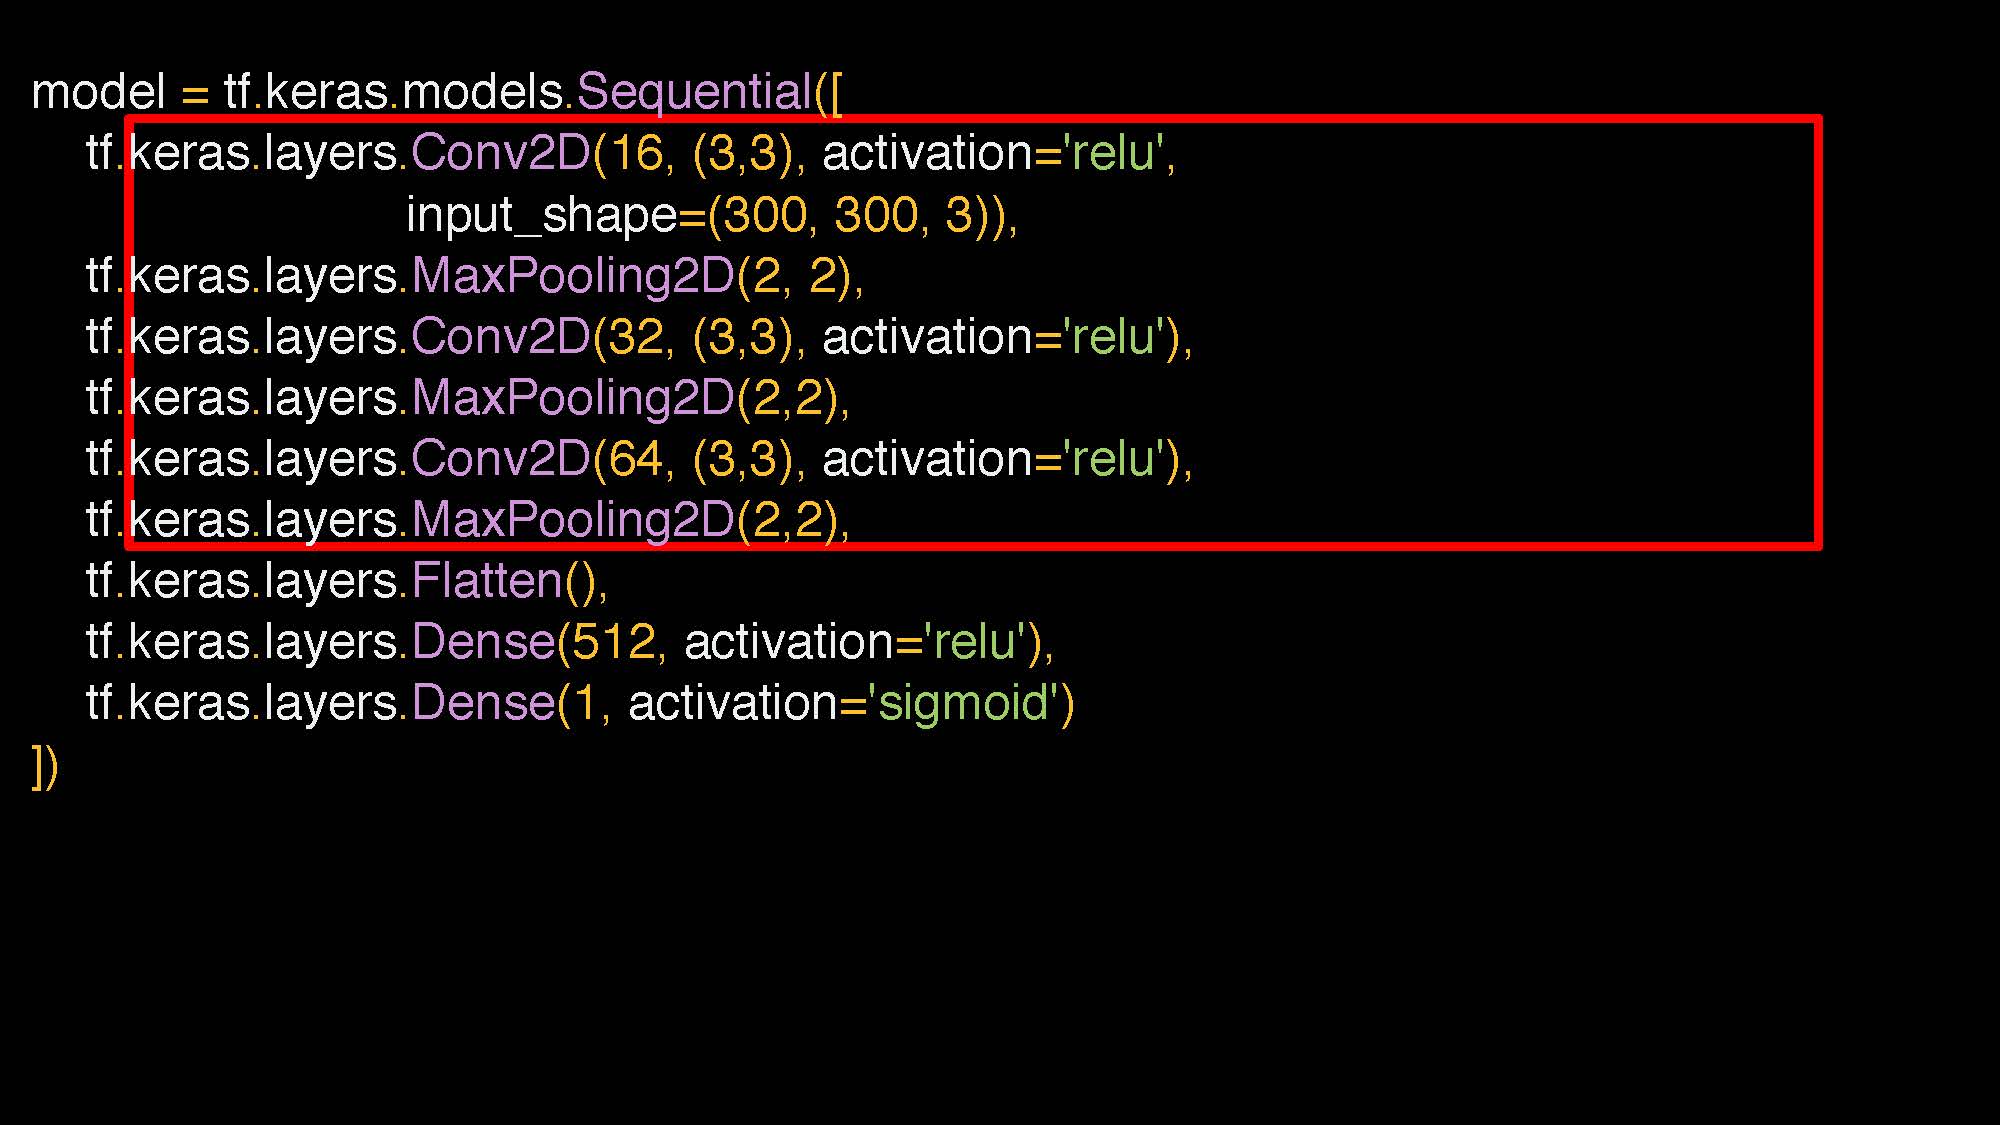 model = tf.keras.models.Sequential([
tf.keras.layers.Conv2D(16, (3,3), activation='relu',
input_shape=(300, 300, 3)),
tf.keras.layers.MaxPooling2D(2, 2),
tf.keras.layers.Conv2D(32, (3,3), activation='relu'),
tf.keras.layers.MaxPooling2D(2,2),
tf.keras.layers.Conv2D(64, (3,3), activation='relu'),
tf.keras.layers.MaxPooling2D(2,2),
tf.keras.layers.Flatten(),
tf.keras.layers.Dense(512, activation='relu'),
tf.keras.layers.Dense(1, activation='sigmoid')
])